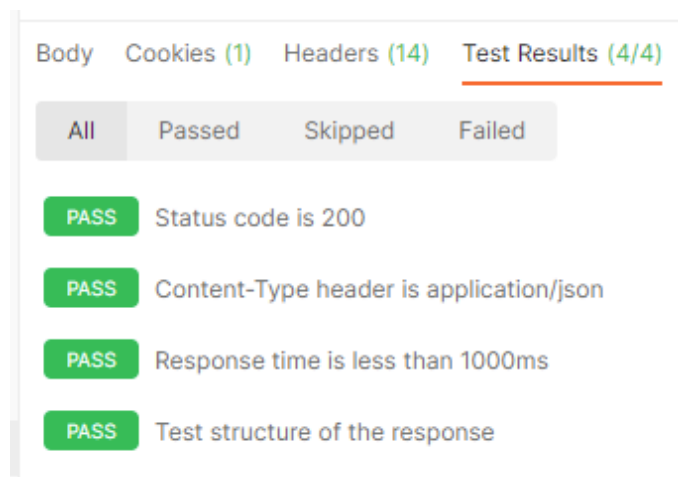 Body Cookies (1) Headers (14) Test Results (4/4)
All Passed Skipped Failed
PASS Status code is 200
PASS Content-Type header is application/json
PASS Response time is less than 1000ms
PASS Test structure of the response